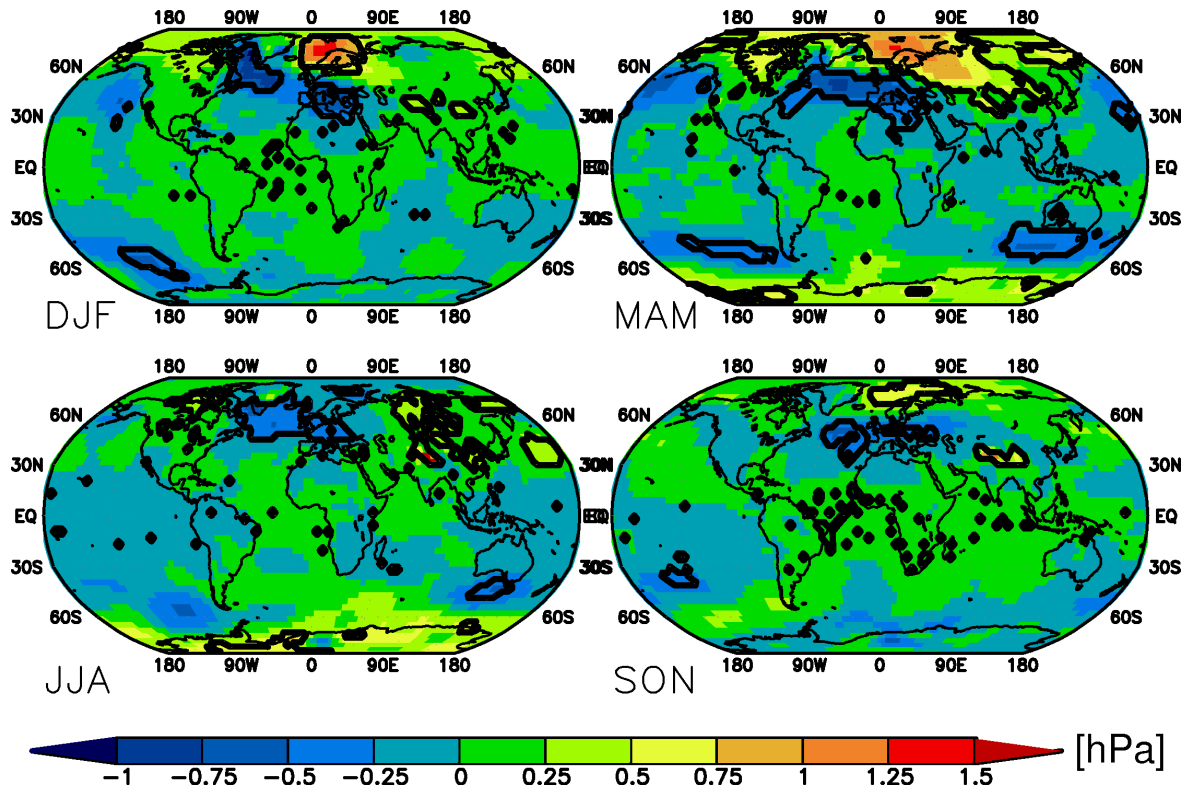 180 90W 0 90E 180 180 90W 0 90E 180
60N 60N 60N 60N
30N 30N 30N 30N
EQ EQ EQ EQ
30S 30S 30S 30S
60S 60S 60S 60S
180 90W 0 90E 180 180 90W 0 90E 180
DJF MAM
180 90W 0 90E 180 180 90W 0 90E 180
60N 60N 60N 60N
30N 30N 30N 30N
EQ EQ EQ EQ
30S 30S 30S 30S
60S 60S 60S 60S
180 90W 0 90E 180 180 90W 0 90E 180
JJA SON
[hPa]
−1 −0.75 −0.5 −0.25 0 0.25 0.5 0.75 1 1.25 1.5